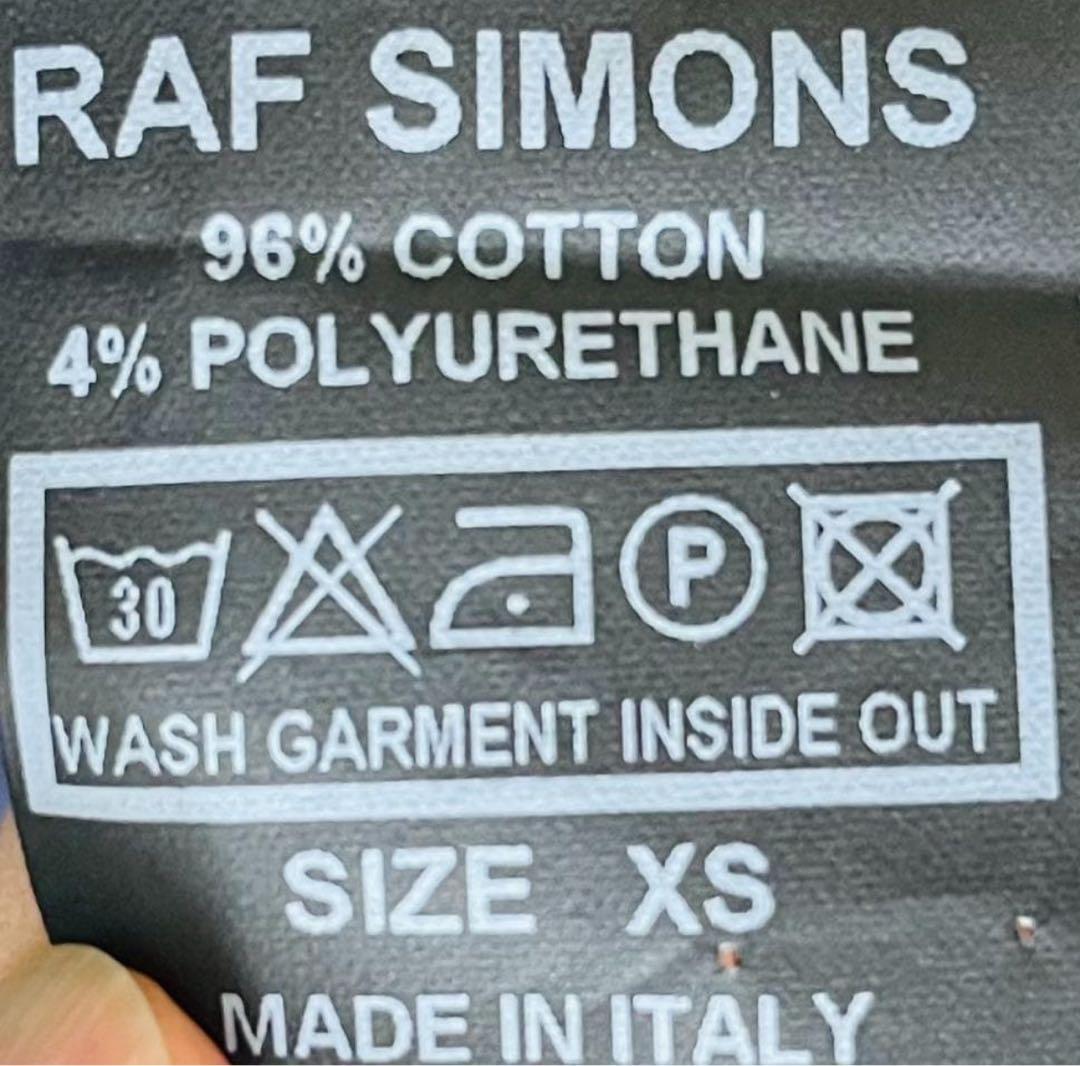 RAF SIMONS
96% COTTON
4% POLYURETHANE
30 P
WASH GARMENT INSIDE OUT
SIZE XS
MADE IN ITALY